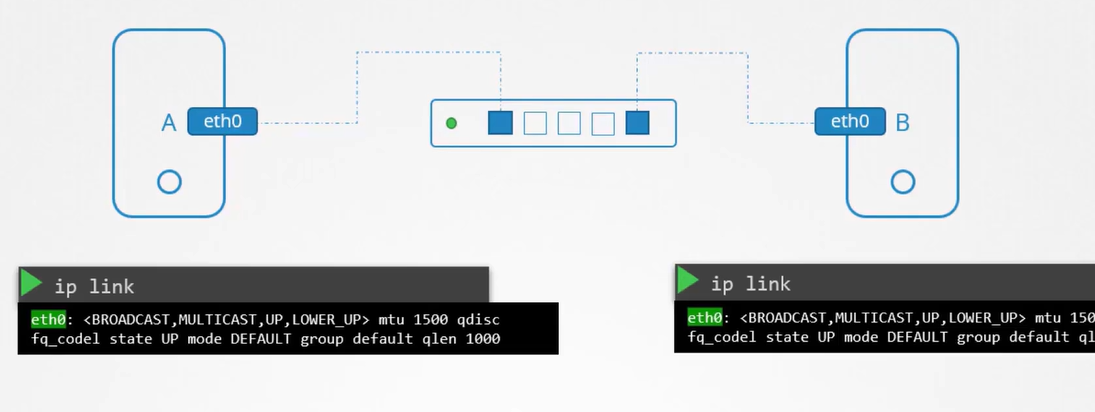 A eth0
eth0 B
ip link
eth0: <BROADCAST,MULTICAST,UP,LOWER_UP> mtu 1500 qdisc
fq_codel state UP mode DEFAULT group default qlen 1000
ip link
eth0: <BROADCAST,MULTICAST,UP,LOWER_UP> mtu 150
fq_codel state UP mode DEFAULT group default ql